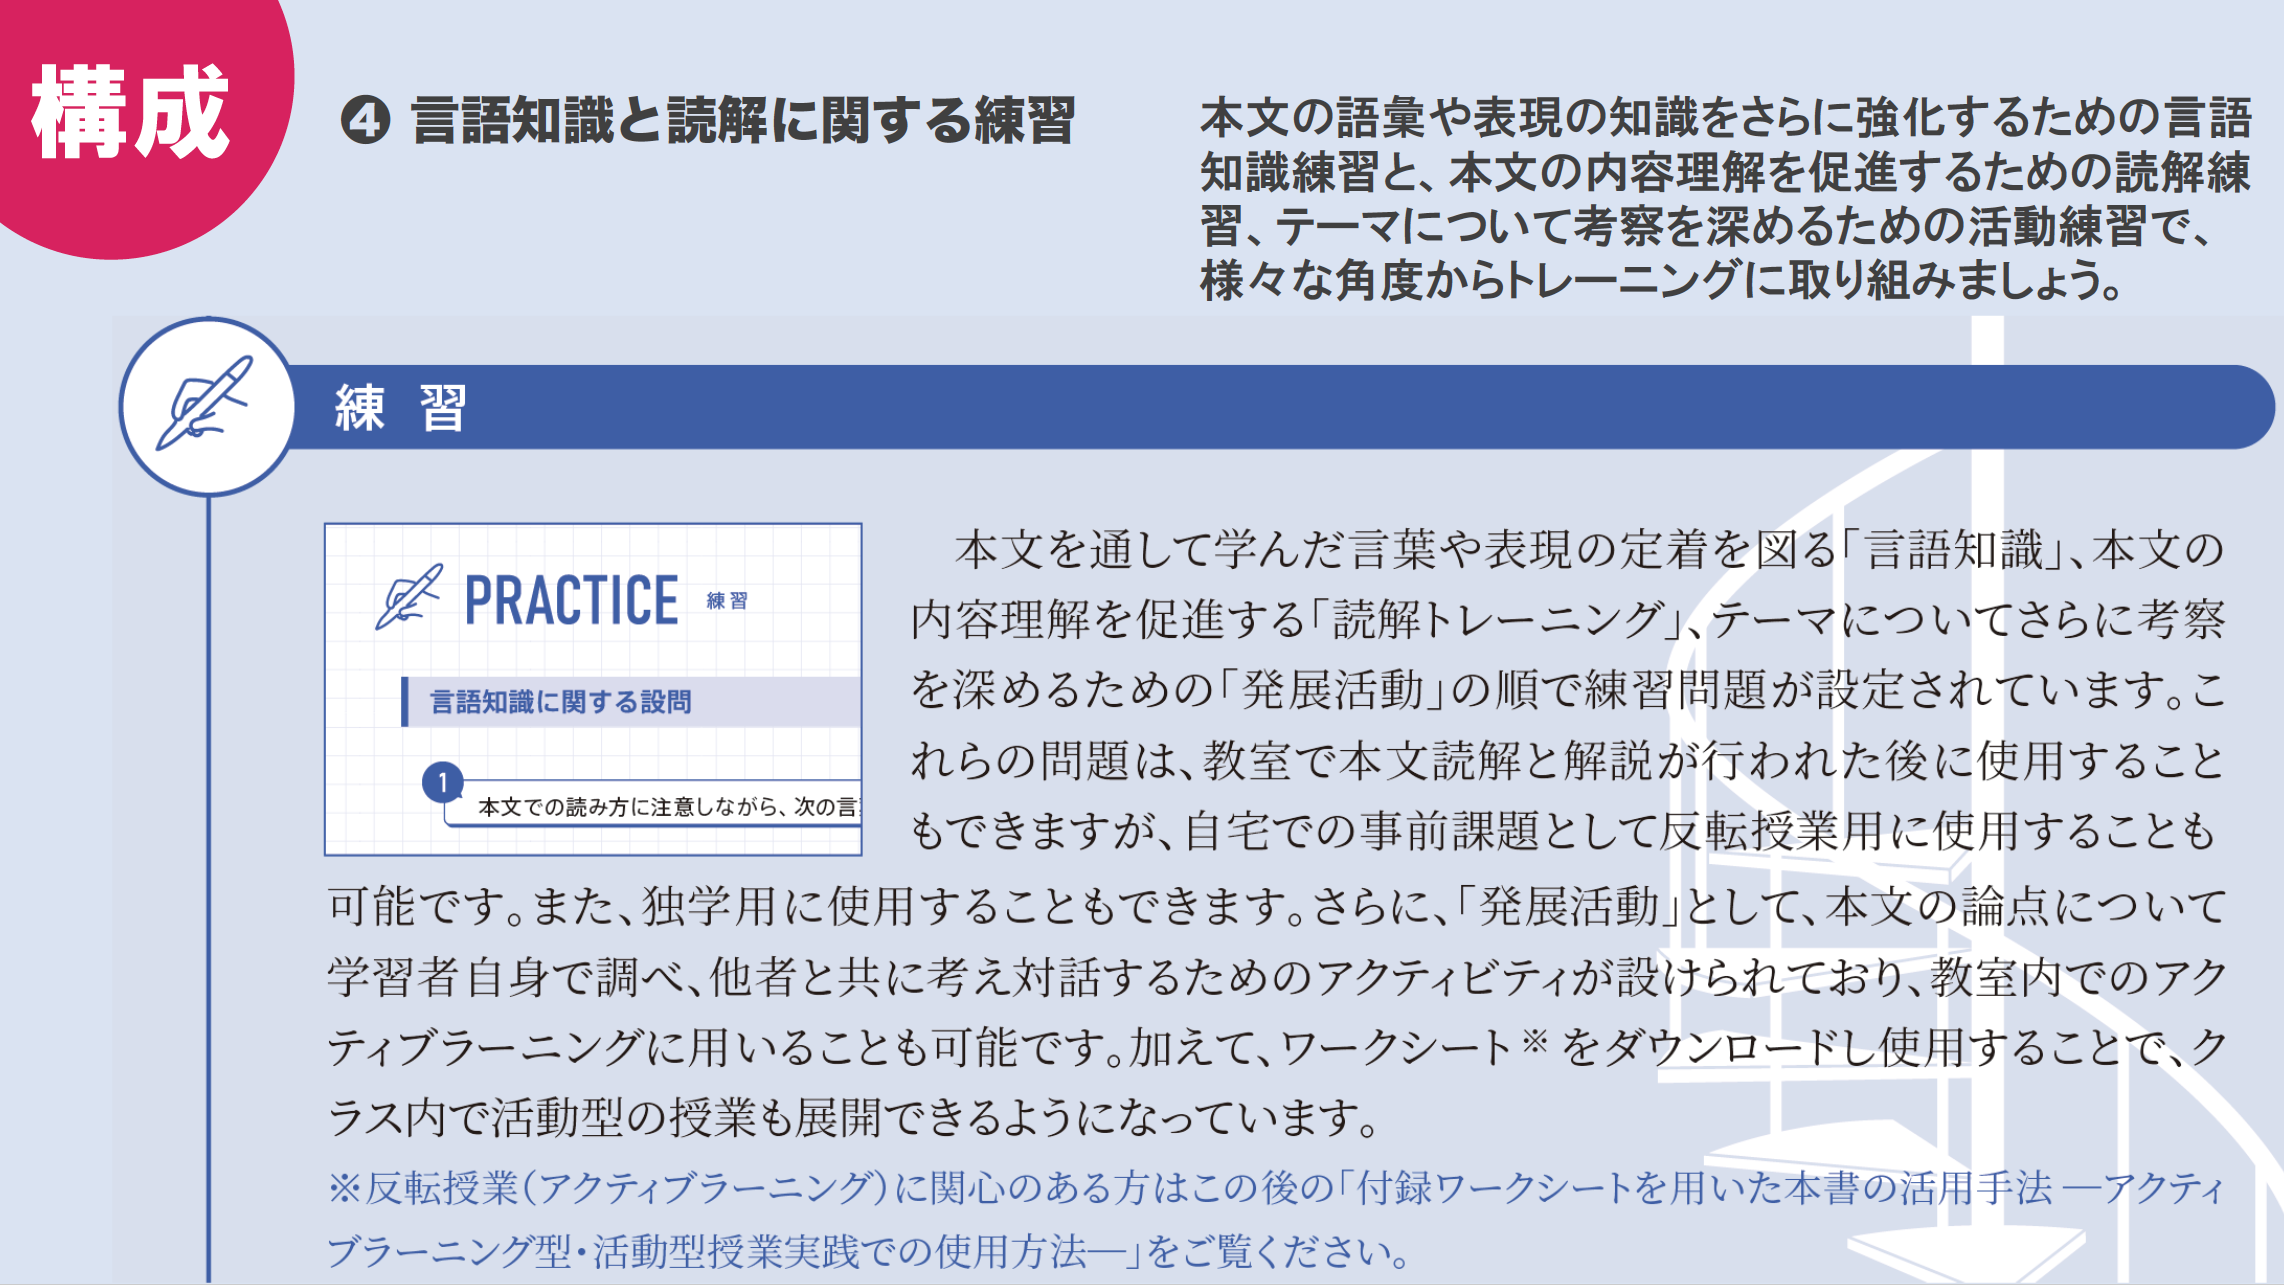 構成
❹ 言語知識と読解に関する練習
本文の語彙や表現の知識をさらに強化するための言語
知識練習と、本文の内容理解を促進するための読解練
習、テーマについて考察を深めるための活動練習で、
様々な角度からトレーニングに取り組みましょう。
練習
PRACTICE 練習
言語知識に関する設問
1
本文での読み方に注意しながら、次の言
本文を通して学んだ言葉や表現の定着を図る「言語知識」、本文の
内容理解を促進する「読解トレーニング」、テーマについてさらに考察
を深めるための「発展活動」の順で練習問題が設定されています。こ
れらの問題は、教室で本文読解と解説が行われた後に使用すること
もできますが、自宅での事前課題として反転授業用に使用することも
可能です。また、独学用に使用することもできます。さらに、「発展活動」として、本文の論点について
学習者自身で調べ、他者と共に考え対話するためのアクティビティが設けられており、教室内でのアク
ティブラーニングに用いることも可能です。加えて、ワークシート※をダウンロードし使用することで、ク
ラス内で活動型の授業も展開できるようになっています。
※反転授業（アクティブラーニング）に関心のある方はこの後の「付録ワークシートを用いた本書の活用手法 ―アクティ
ブラーニング型・活動型授業実践での使用方法―」をご覧ください。